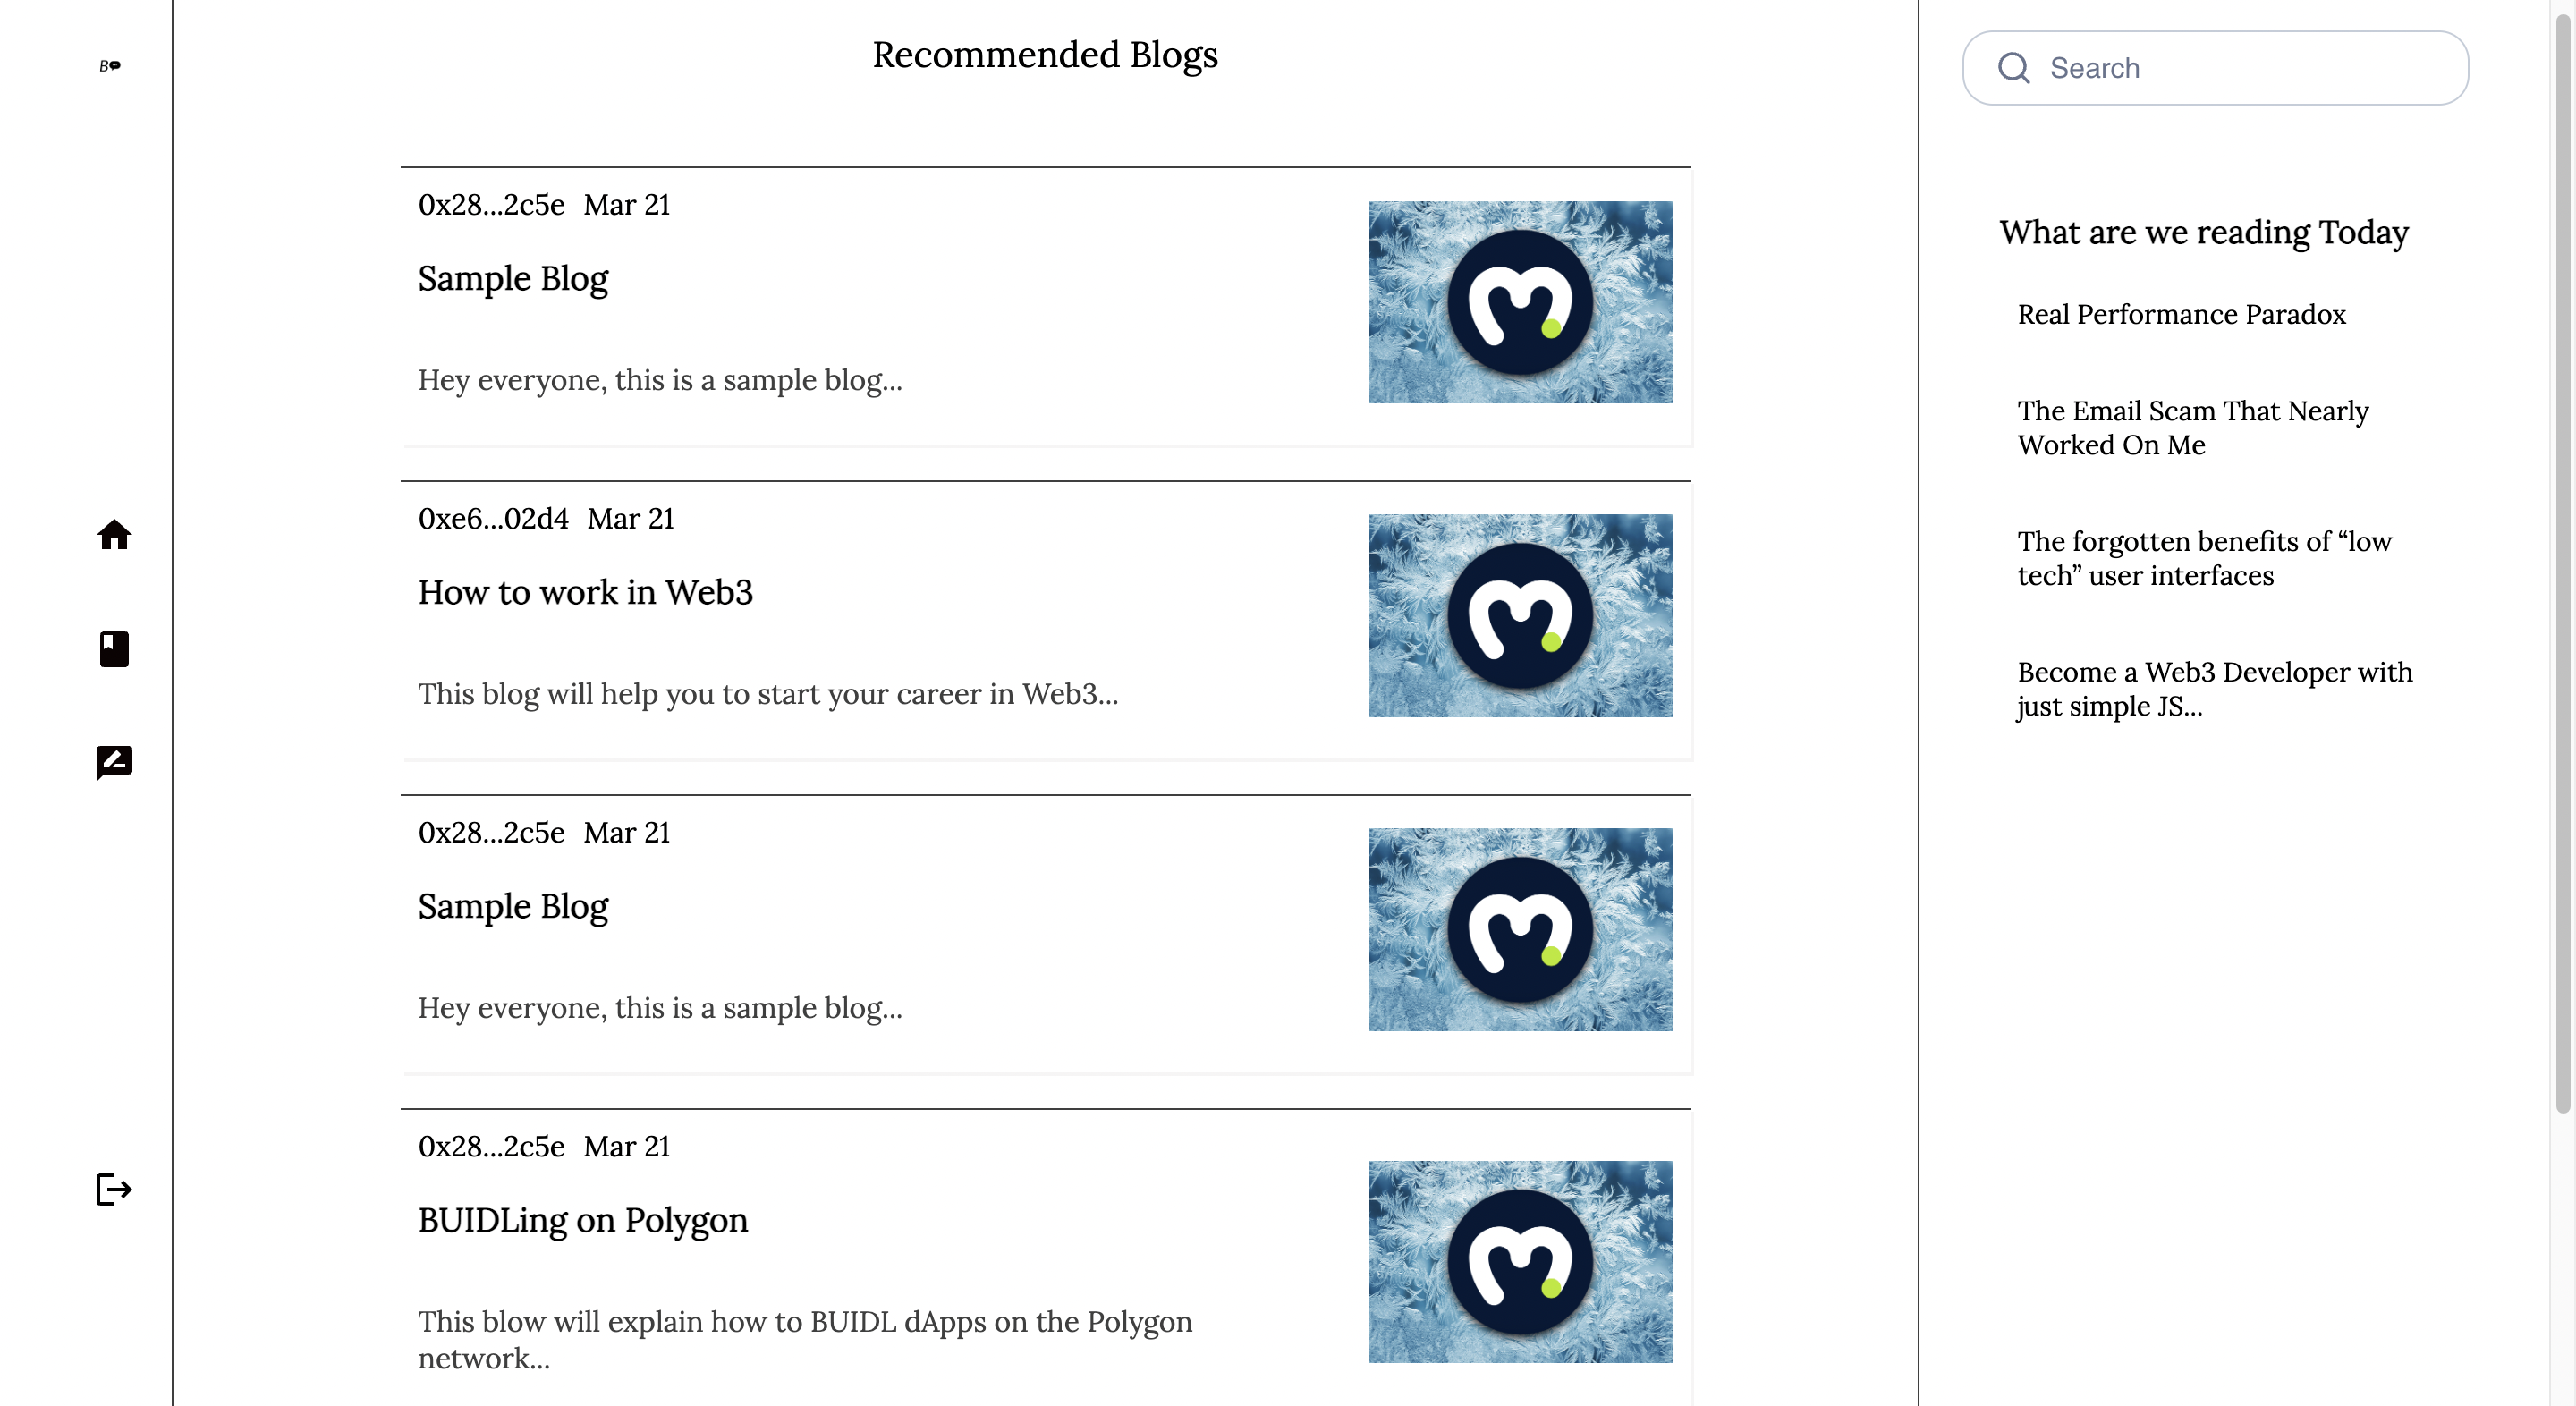 B
Recommended Blogs
0x28...2c5e Mar 21
Sample Blog
Hey everyone, this is a sample blog...
0xe6...02d4 Mar 21
How to work in Web3
This blog will help you to start your career in Web3...
0x28...2c5e Mar 21
Sample Blog
Hey everyone, this is a sample blog...
0x28...2c5e Mar 21
BUIDLing on Polygon
This blow will explain how to BUIDL dApps on the Polygon
network...
Search
What are we reading Today
Real Performance Paradox
The Email Scam That Nearly
Worked On Me
The forgotten benefits of “low
tech” user interfaces
Become a Web3 Developer with
just simple JS...